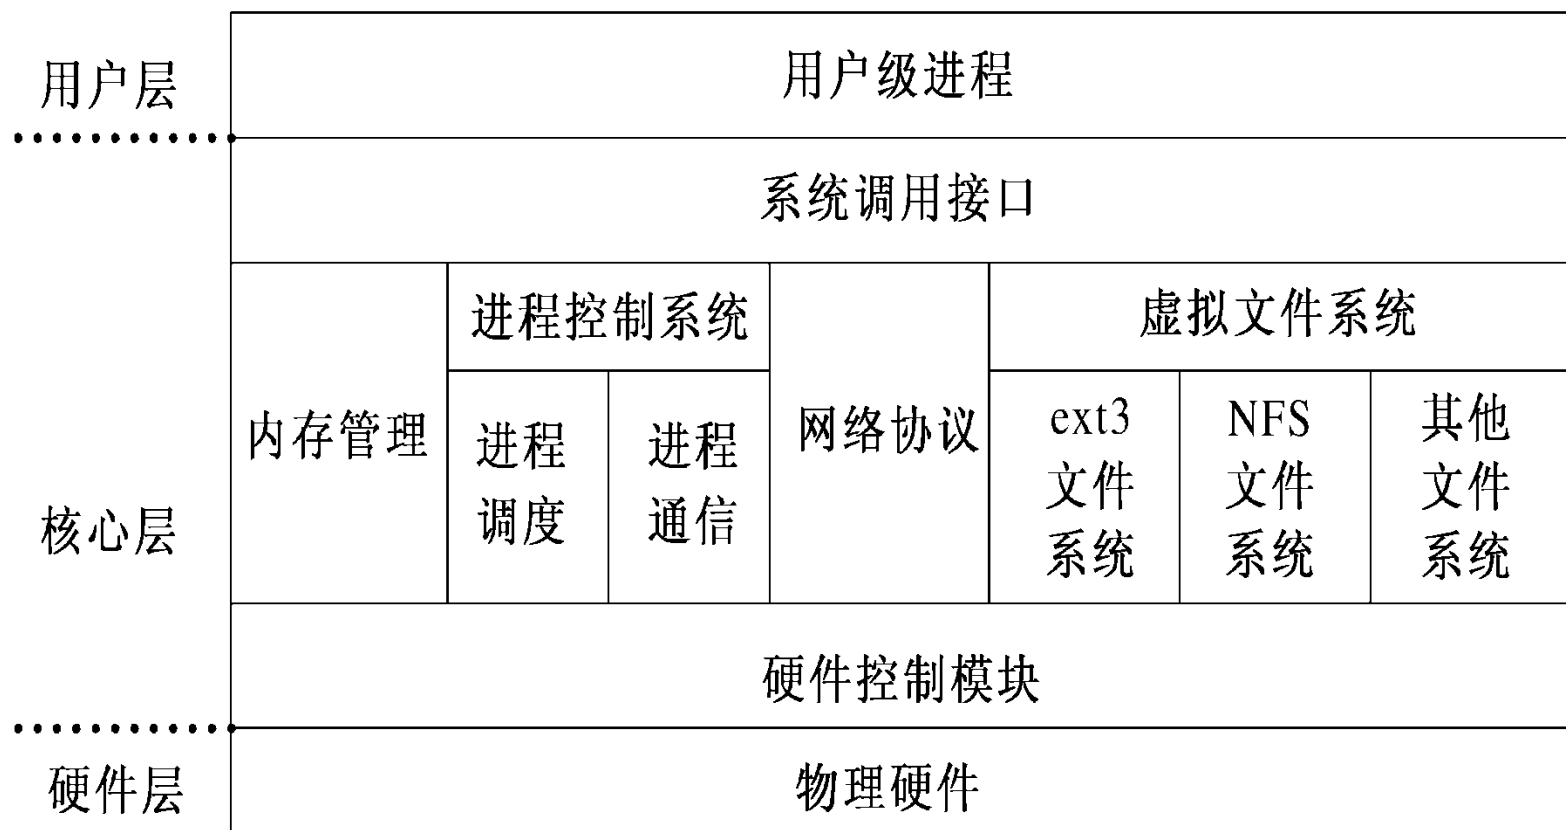 用户层
用户级进程
系统调用接口
核心层
内存管理
进程控制系统
进程
调度
进程
通信
网络协议
虚拟文件系统
ext3
文件
系统
NFS
文件
系统
其他
文件
系统
硬件控制模块
硬件层
物理硬件